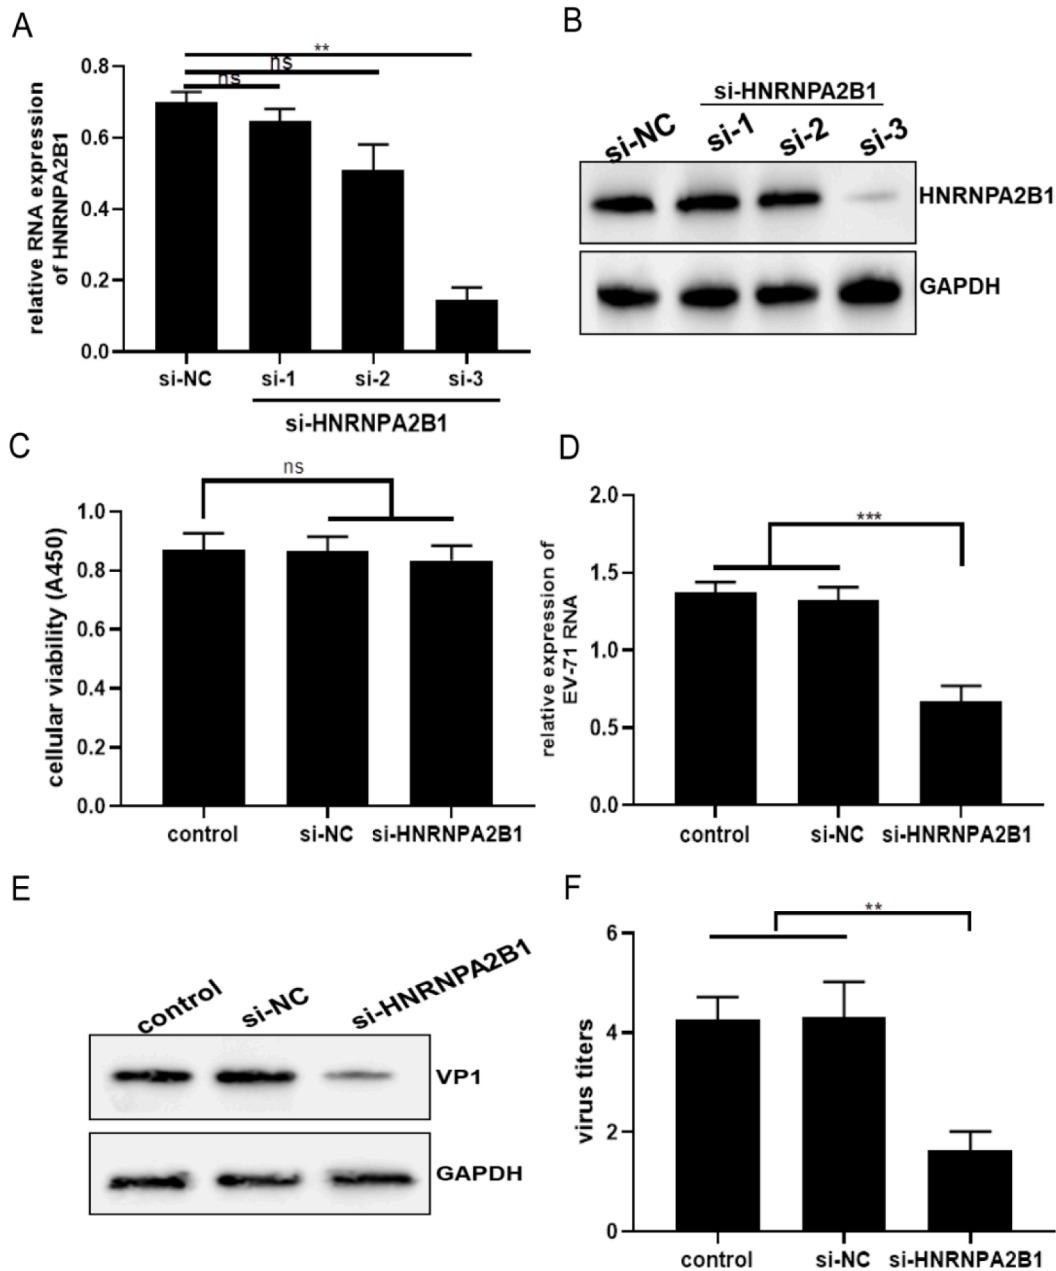 A
**
ns
ns
relative RNA expression
of HNRNPA2B1
0.8
0.6
0.4
0.2
0.0
si-NC
si-1
si-2
si-3
si-HNRNPA2B1
B
si-HNRNPA2B1
si-NC
si-1
si-2
si-3
HNRNPA2B1
GAPDH
C
ns
cellular viability (A450)
1.0
0.8
0.6
0.4
0.2
0.0
control
si-NC
si-HNRNPA2B1
D
***
relative expression of
EV-71 RNA
2.0
1.5
1.0
0.5
0.0
control
si-NC
si-HNRNPA2B1
E
control
si-NC
si-HNRNPA2B1
VP1
GAPDH
F
**
virus titers
6
4
2
0
control
si-NC
si-HNRNPA2B1